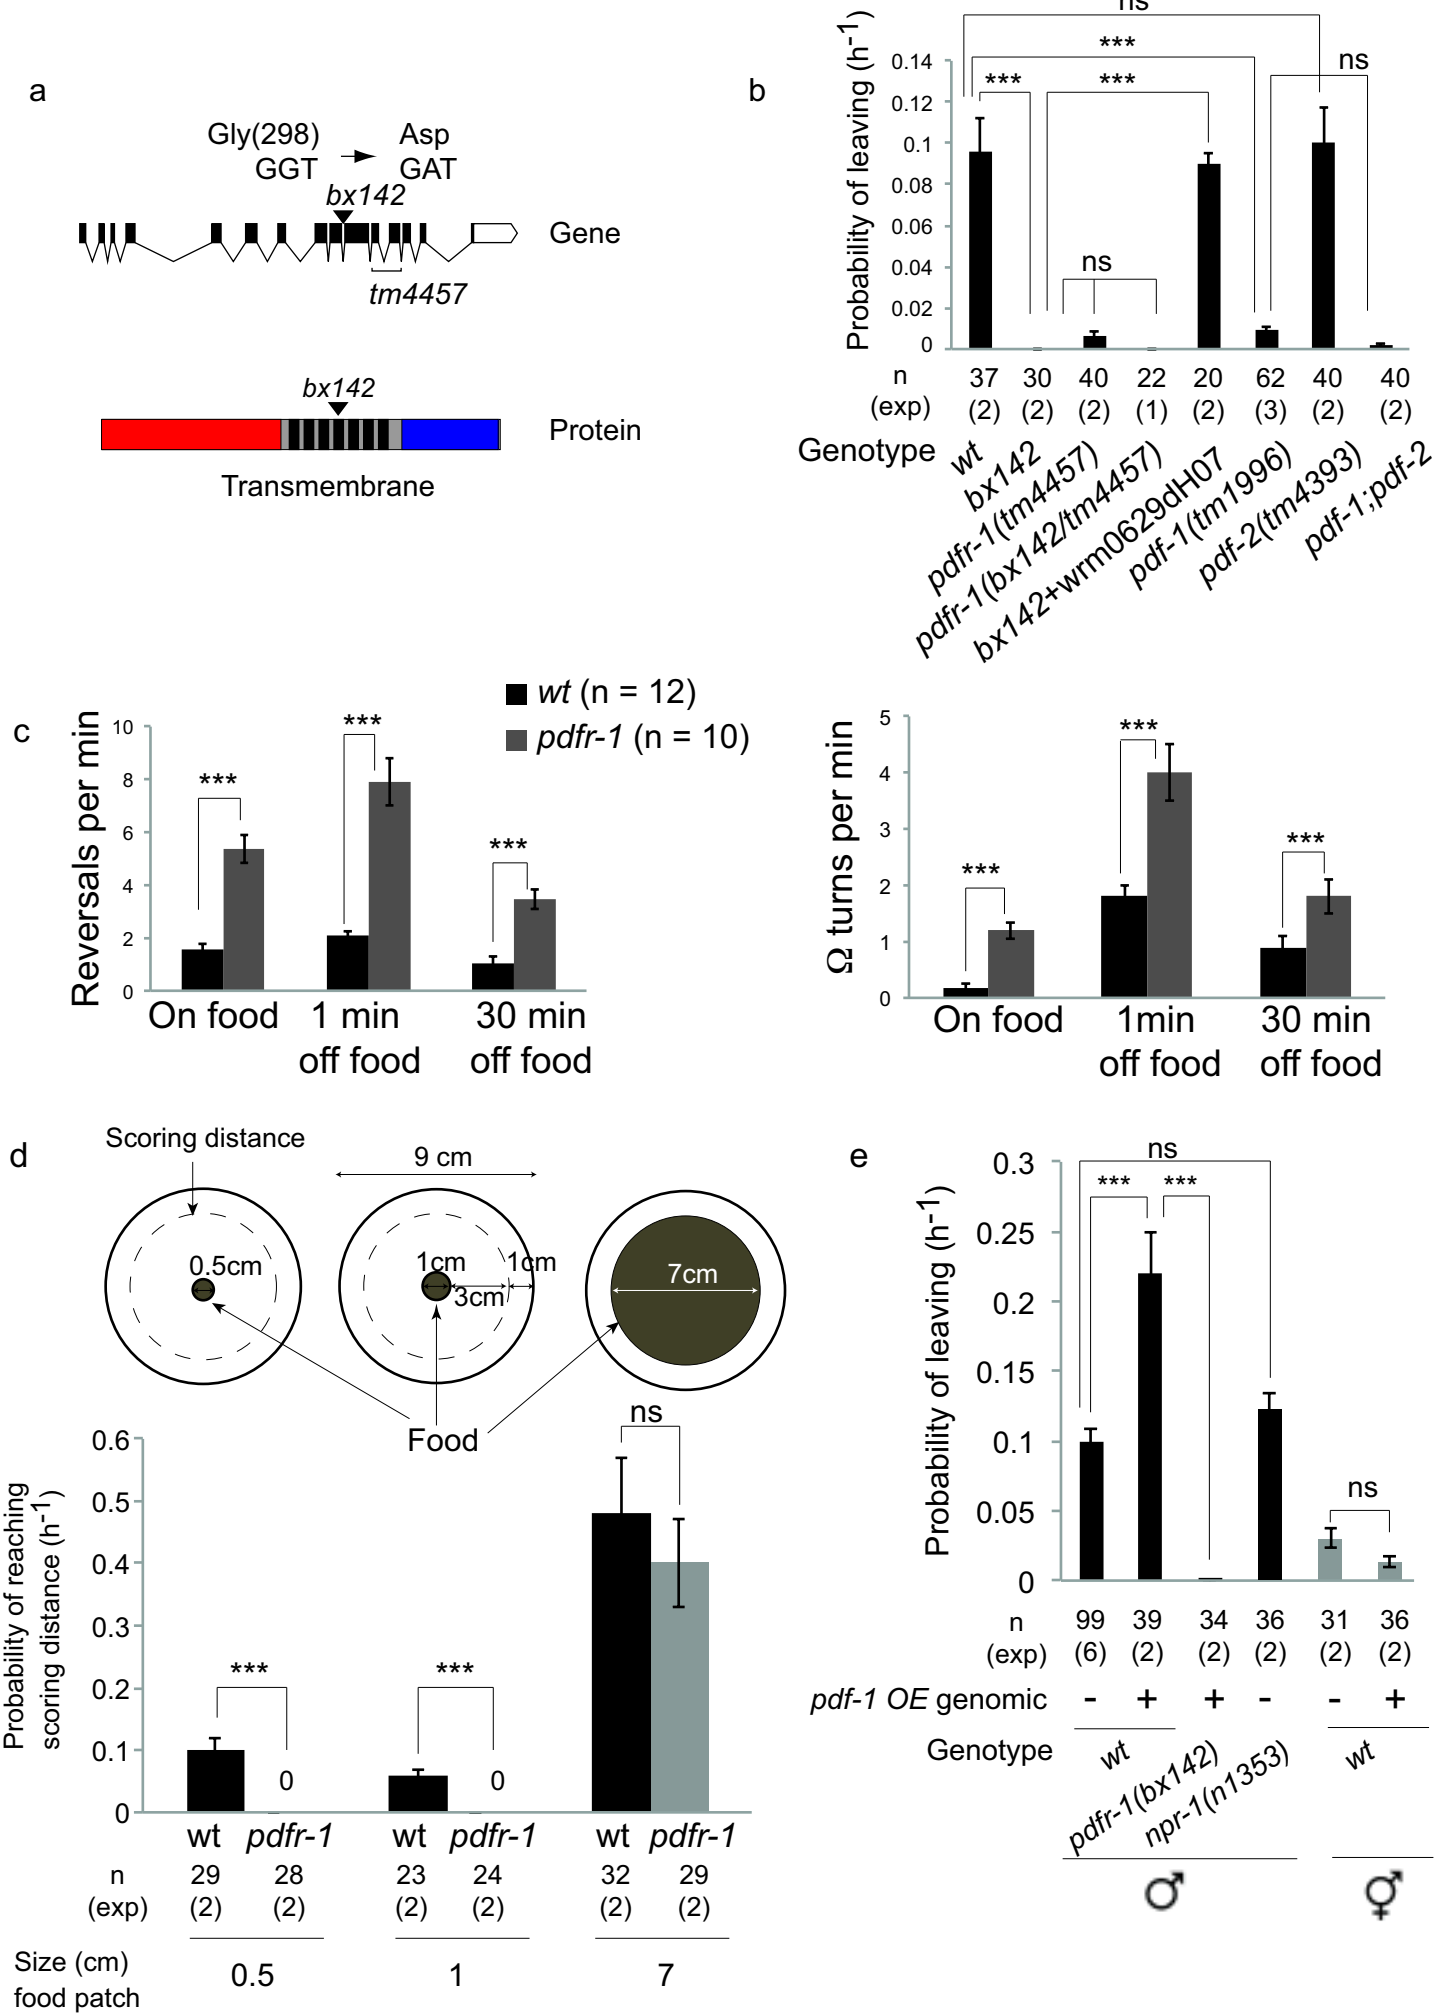 a
Gly(298) Asp
GGT GAT
bx142
Gene
tm4457
bx142
Protein
Transmembrane
b
Probability of leaving (h-1)
0.14
0.12
0.1
0.08
0.06
0.04
0.02
0
ns
***
ns
*** ***
ns
n 37 30 40 22 20 62 40 40
(exp) (2) (2) (2) (1) (2) (3) (2) (2)
Genotype
wt
bx142
pdfr-1(tm4457)
pdfr-1(bx142/tm4457)
bx142+wrm0629dH07
pdf-1(tm1996)
pdf-2(tm4393)
pdf-1;pdf-2
c
wt (n = 12)
pdfr-1 (n = 10)
Reversals per min
10
8
6
4
2
0
*** *** ***
On food 1 min 30 min
off food off food
Ω turns per min
5
4
3
2
1
0
*** *** ***
On food 1min 30 min
off food off food
d
Scoring distance
9 cm
0.5cm 1cm 1cm 7cm
3cm
Food
Probability of reaching
scoring distance (h-1)
0.6
0.5
0.4
0.3
0.2
0.1
0
*** *** ns
0 0
wt pdfr-1 wt pdfr-1 wt pdfr-1
n 29 28 23 24 32 29
(exp) (2) (2) (2) (2) (2) (2)
Size (cm)
food patch
0.5 1 7
e
Probability of leaving (h-1)
0.3
0.25
0.2
0.15
0.1
0.05
0
ns
*** ***
ns
n 99 39 34 36 31 36
(exp) (6) (2) (2) (2) (2) (2)
pdf-1 OE genomic - + + - - +
Genotype wt pdfr-1(bx142) npr-1(n1353) wt
♂ ⚥